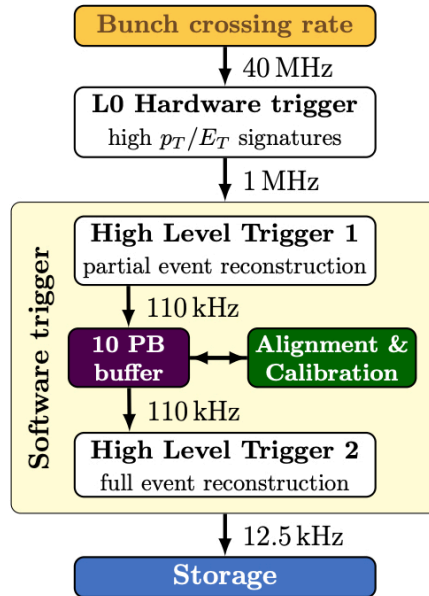 Bunch crossing rate
40 MHz
L0 Hardware trigger
high p_T/E_T signatures
1 MHz
Software trigger
High Level Trigger 1
partial event reconstruction
110 kHz
10 PB
buffer
Alignment &
Calibration
110 kHz
High Level Trigger 2
full event reconstruction
12.5 kHz
Storage